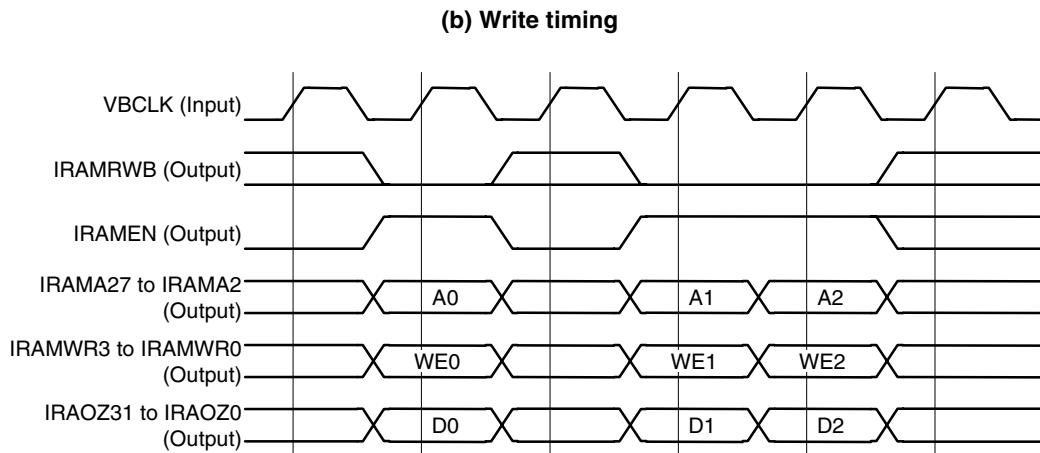 (b) Write timing
VBCLK (Input)
IRAMRWB (Output)
IRAMEN (Output)
IRAMA27 to IRAMA2
(Output)
A0 A1 A2
IRAMWR3 to IRAMWR0
(Output)
WE0 WE1 WE2
IRAOZ31 to IRAOZ0
(Output)
D0 D1 D2